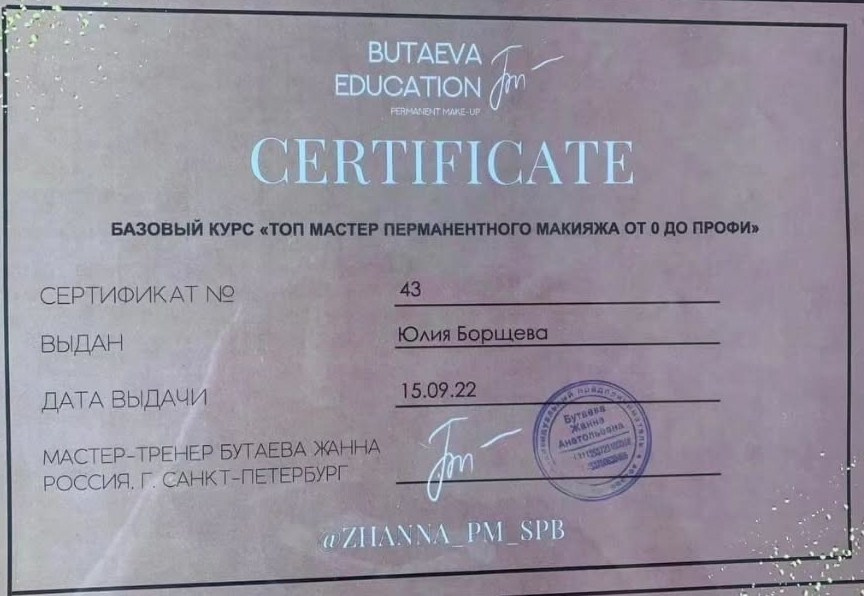 BUTAEVA
EDUCATION
PERMANENT MAKE-UP
CERTIFICATE
БАЗОВЫЙ КУРС «ТОП МАСТЕР ПЕРМАНЕНТНОГО МАКИЯЖА ОТ 0 ДО ПРОФИ»
СЕРТИФИКАТ № 43
ВЫДАН Юлия Борщева
ДАТА ВЫДАЧИ 15.09.22
МАСТЕР-ТРЕНЕР БУТАЕВА ЖАННА
РОССИЯ, Г. САНКТ-ПЕТЕРБУРГ
Бутаева
Жанна
Анатольевна
@ZHANNA_PM_SPB